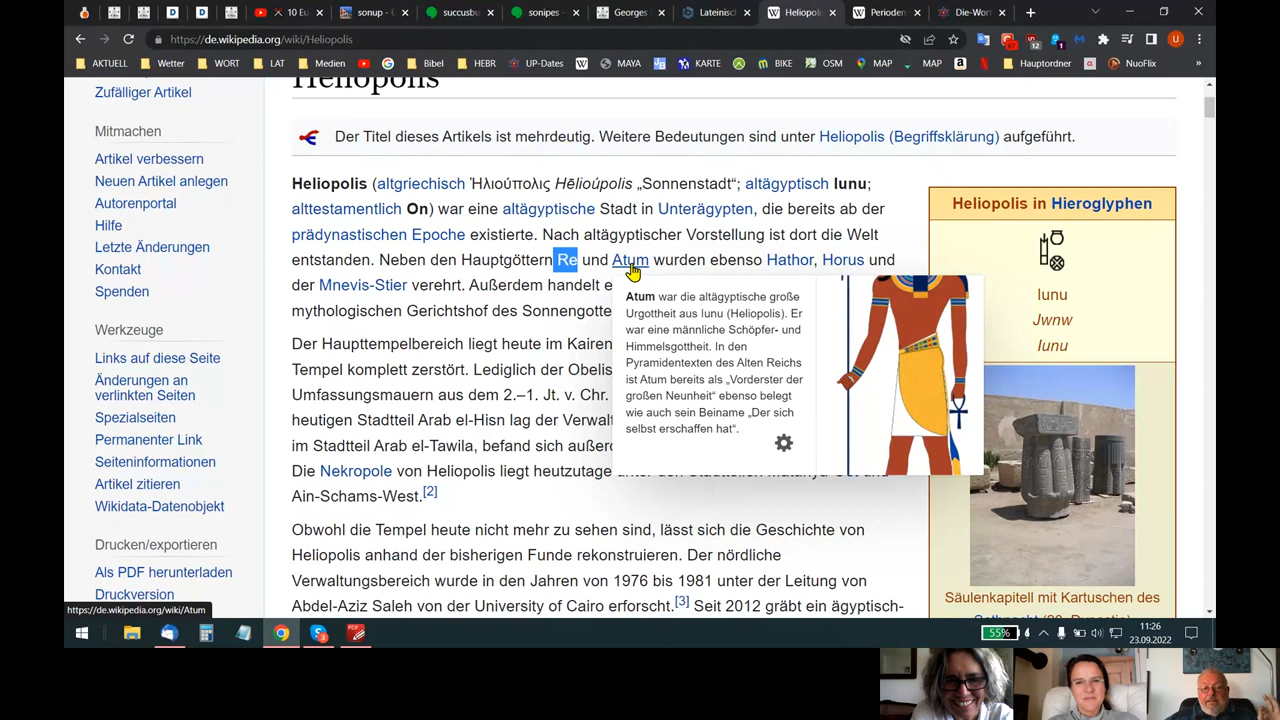 10 Eu
sonup -
succusbu
sonipes -
Georges
Lateinisch
Heliopol
Perioden
Die-Wort
https://de.wikipedia.org/wiki/Heliopolis
AKTUELL
Wetter
WORT
LAT
Medien
Bibel
HEBR
UP-Dates
MAYA
KARTE
BIKE
OSM
MAP
MAP
Hauptordner
NuoFlix
Heliopolis
Zufälliger Artikel
Mitmachen
Artikel verbessern
Neuen Artikel anlegen
Autorenportal
Hilfe
Letzte Änderungen
Kontakt
Spenden
Werkzeuge
Links auf diese Seite
Änderungen an
verlinkten Seiten
Spezialseiten
Permanenter Link
Seiteninformationen
Artikel zitieren
Wikidata-Datenobjekt
Drucken/exportieren
Als PDF herunterladen
Druckversion
https://de.wikipedia.org/wiki/Atum
Der Titel dieses Artikels ist mehrdeutig. Weitere Bedeutungen sind unter Heliopolis (Begriffsklärung) aufgeführt.
Heliopolis (altgriechisch Ἡλιούπολις Hēlioúpolis „Sonnenstadt“; altägyptisch Iunu;
alttestamentlich On) war eine altägyptische Stadt in Unterägypten, die bereits ab der
prädynastischen Epoche existierte. Nach altägyptischer Vorstellung ist dort die Welt
entstanden. Neben den Hauptgöttern Re und Atum wurden ebenso Hathor, Horus und
der Mnevis-Stier verehrt. Außerdem handelt e
mythologischen Gerichtshof des Sonnengotte
Der Haupttempelbereich liegt heute im Kairen
Tempel komplett zerstört. Lediglich der Obelis
Umfassungsmauern aus dem 2.–1. Jt. v. Chr.
heutigen Stadtteil Arab el-Hisn lag der Verwalt
im Stadtteil Arab el-Tawila, befand sich außerd
Die Nekropole von Heliopolis liegt heutzutage
Ain-Schams-West.[2]
Obwohl die Tempel heute nicht mehr zu sehen sind, lässt sich die Geschichte von
Heliopolis anhand der bisherigen Funde rekonstruieren. Der nördliche
Verwaltungsbereich wurde in den Jahren von 1976 bis 1981 unter der Leitung von
Abdel-Aziz Saleh von der University of Cairo erforscht.[3] Seit 2012 gräbt ein ägyptisch-
Atum war die altägyptische große
Urgottheit aus Iunu (Heliopolis). Er
war eine männliche Schöpfer- und
Himmelsgottheit. In den
Pyramidentexten des Alten Reichs
ist Atum bereits als „Vorderster der
großen Neunheit“ ebenso belegt
wie auch sein Beiname „Der sich
selbst erschaffen hat“.
Heliopolis in Hieroglyphen
Iunu
Jwnw
Iunu
Säulenkapitell mit Kartuschen des
55%
11:26
23.09.2022